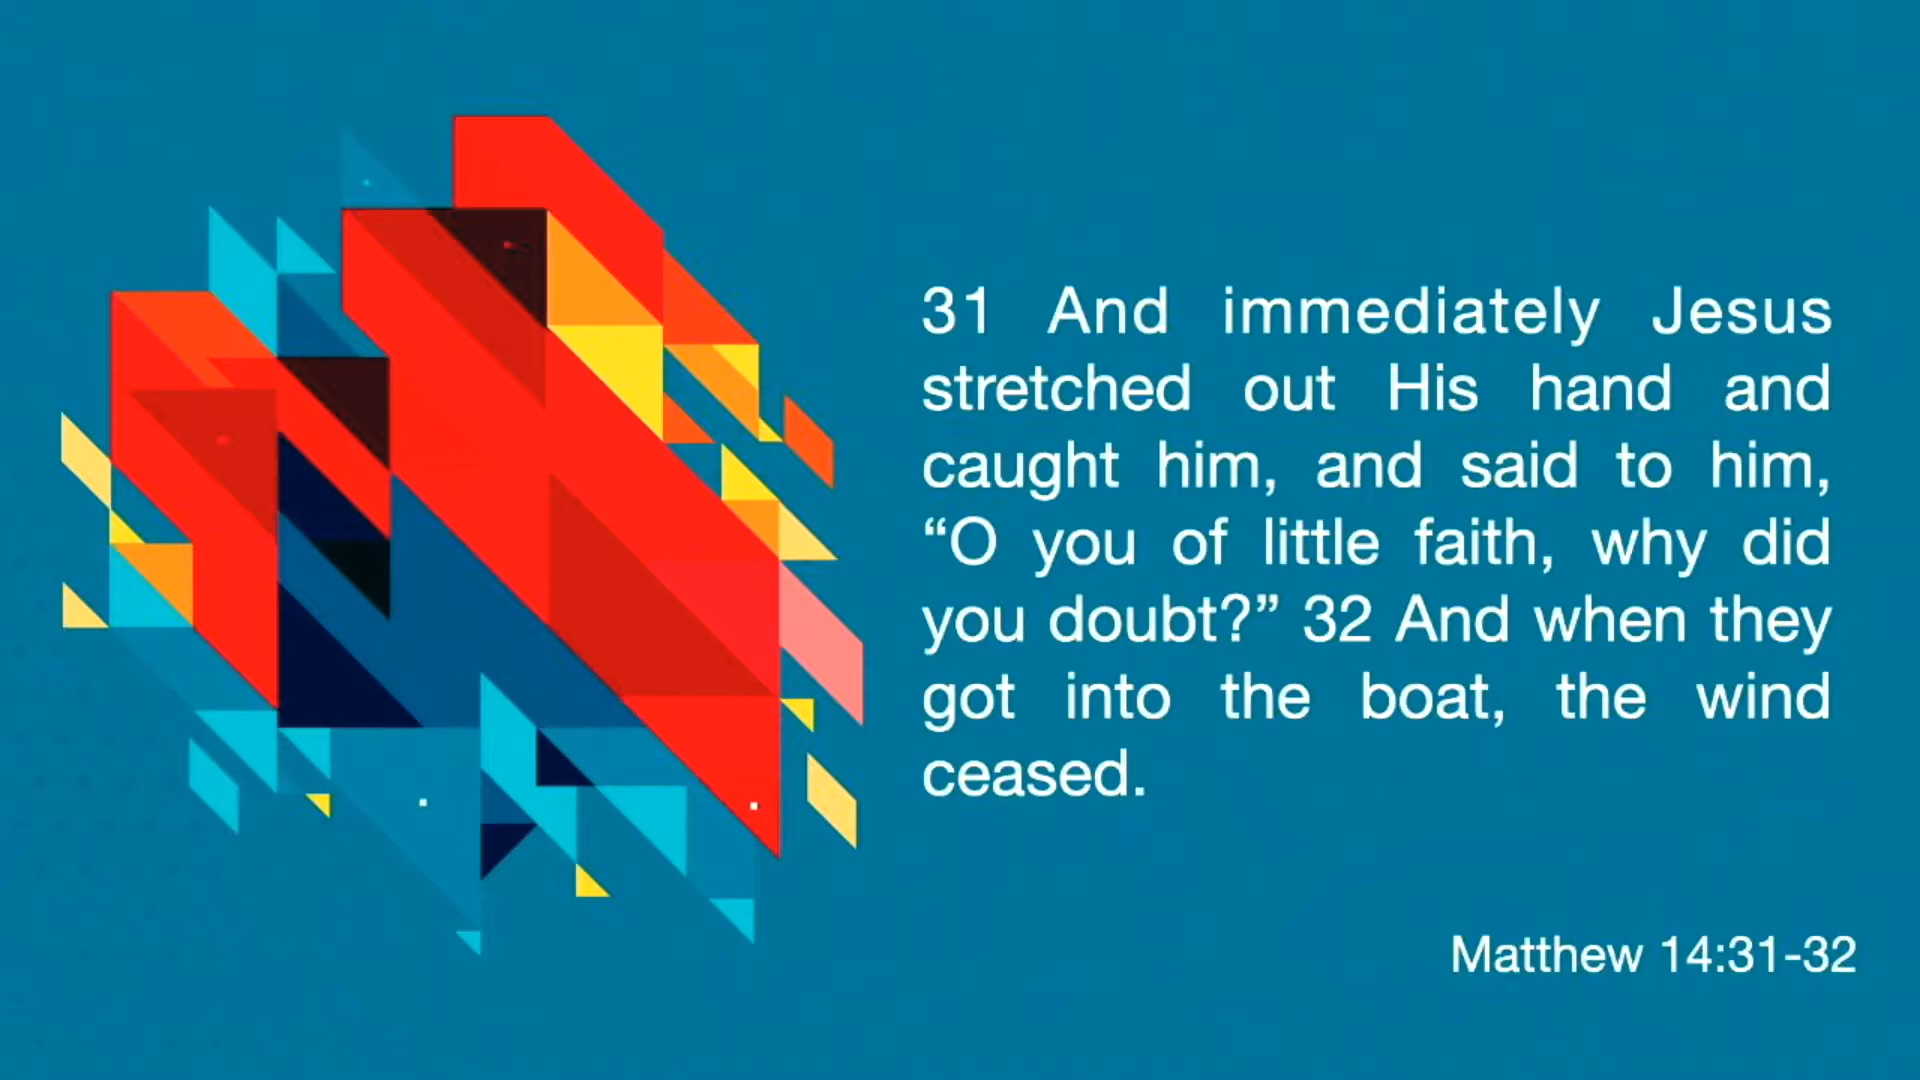 31 And immediately Jesus
stretched out His hand and
caught him, and said to him,
“O you of little faith, why did
you doubt?” 32 And when they
got into the boat, the wind
ceased.
Matthew 14:31-32